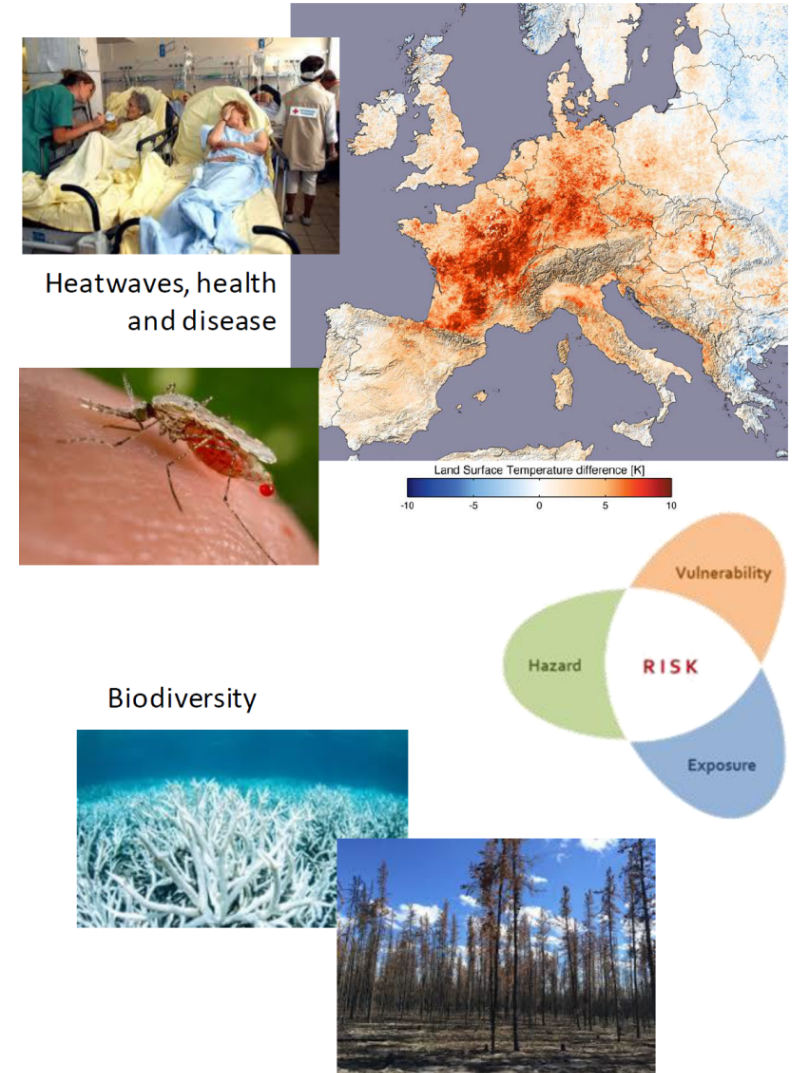 Heatwaves, health
and disease
Land Surface Temperature difference [K]
-10 -5 0 5 10
Vulnerability
Hazard
RISK
Exposure
Biodiversity